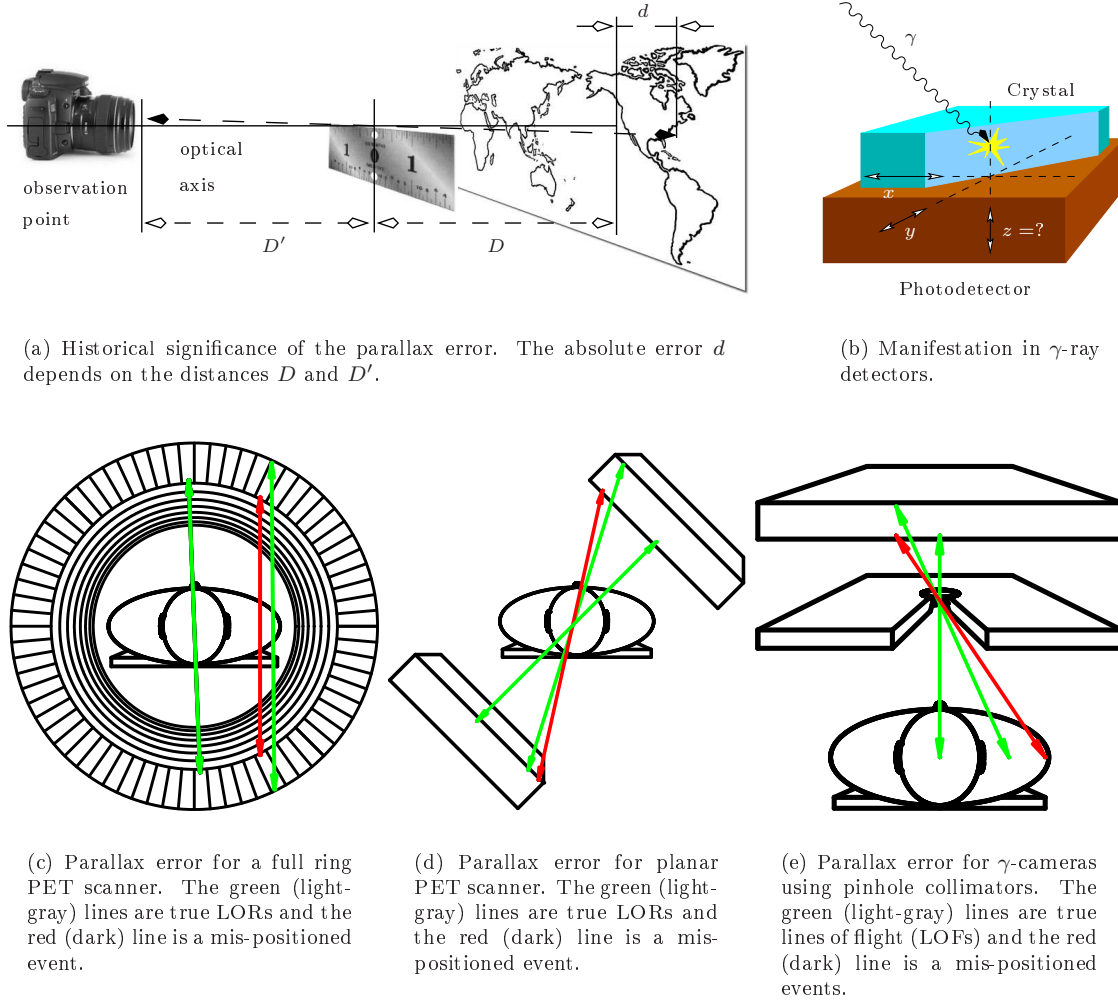 d
γ
Crystal
optical
axis
observation
point
1 0 1
D′
D
x
y
z =?
Photodetector
(a) Historical significance of the parallax error. The absolute error d
depends on the distances D and D′.
(b) Manifestation in γ-ray
detectors.
(c) Parallax error for a full ring
PET scanner. The green (light-
gray) lines are true LORs and the
red (dark) line is a mis-positioned
event.
(d) Parallax error for planar
PET scanner. The green (light-
gray) lines are true LORs and
the red (dark) line is a mis-
positioned event.
(e) Parallax error for γ-cameras
using pinhole collimators. The
green (light-gray) lines are true
lines of flight (LOFs) and the red
(dark) line is a mis-positioned
events.